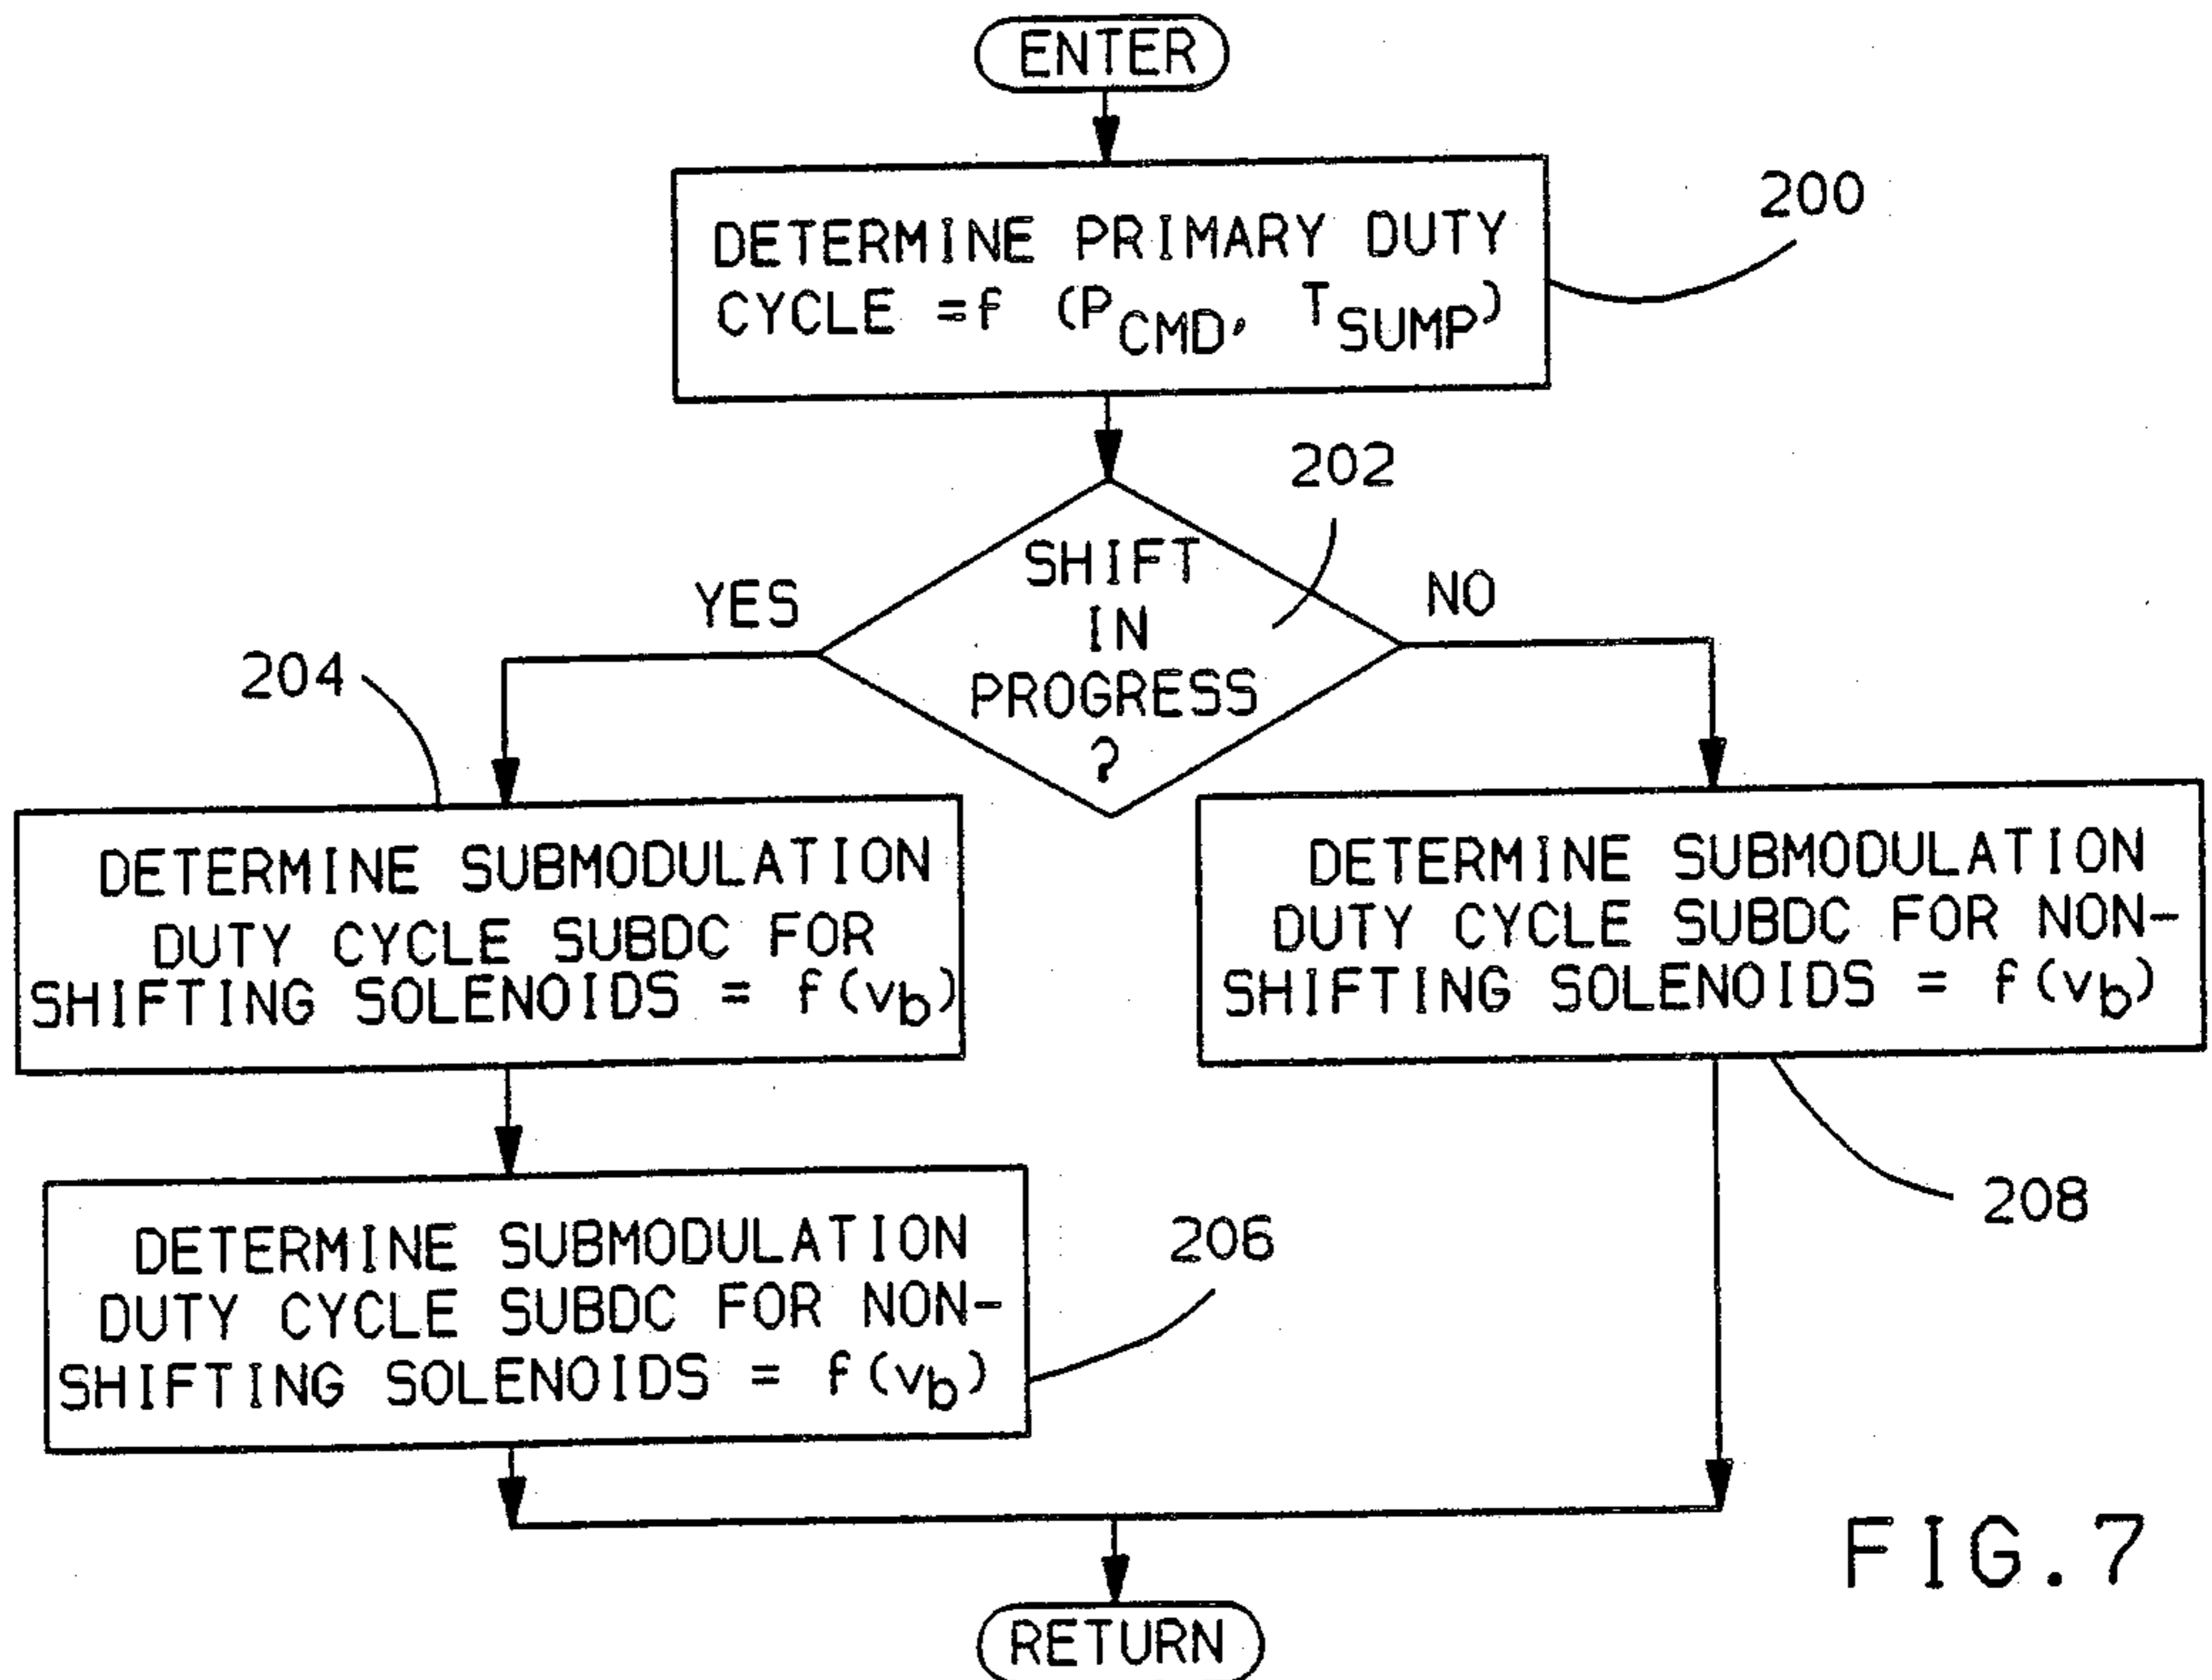 ENTER
DETERMINE PRIMARY DUTY
CYCLE =f (PCMD, TSUMP)
200
202
SHIFT
IN
PROGRESS
?
YES
NO
204
DETERMINE SUBMODULATION
DUTY CYCLE SUBDC FOR
SHIFTING SOLENOIDS = f(vb)
DETERMINE SUBMODULATION
DUTY CYCLE SUBDC FOR NON-
SHIFTING SOLENOIDS = f(vb)
208
DETERMINE SUBMODULATION
DUTY CYCLE SUBDC FOR NON-
SHIFTING SOLENOIDS = f(vb)
206
RETURN
FIG.7